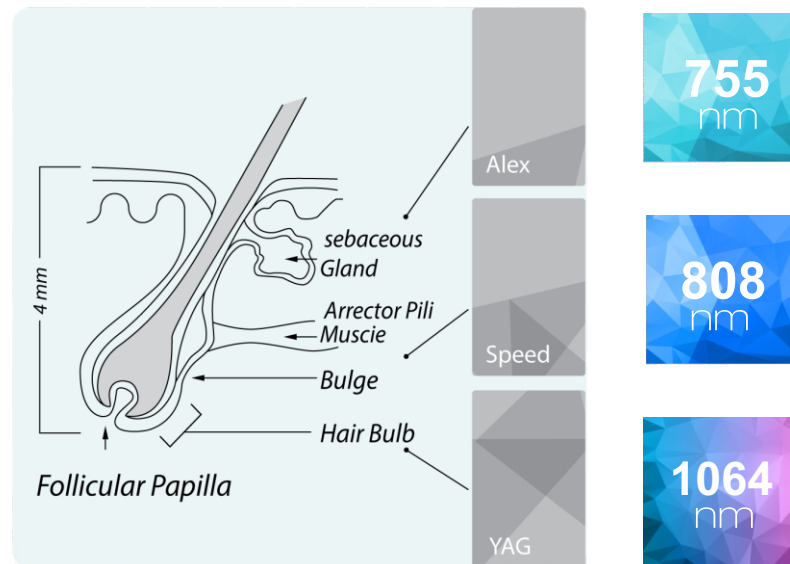 4 mm
sebaceous
Gland
Arrector Pili
Muscie
Bulge
Hair Bulb
Follicular Papilla
Alex
Speed
YAG
755
nm
808
nm
1064
nm